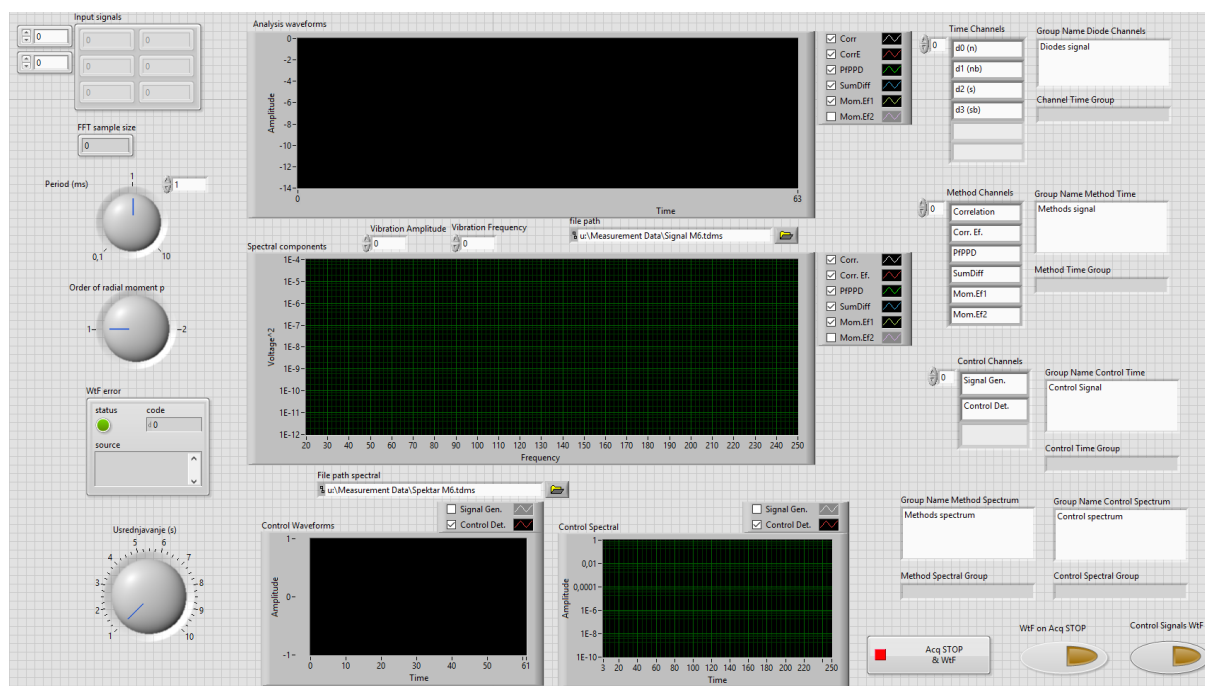 Input signals
0
0
0
0
0
0
0
0
FFT sample size
0
Period (ms)
1
1
0,1
10
Order of radial moment p
1
2
WtF error
status
code
d 0
source
Usrednjavanje (s)
1
2
3
4
5
6
7
8
9
10
Analysis waveforms
Amplitude
0
-2
-4
-6
-8
-10
-12
-14
0
63
Time
Corr
CorrE
PfPPD
SumDiff
Mom.Ef1
Mom.Ef2
Vibration Amplitude
0
Vibration Frequency
0
file path
u:\Measurement Data\Signal M6.tdms
Spectral components
Voltage^2
1E-4
1E-5
1E-6
1E-7
1E-8
1E-9
1E-10
1E-11
1E-12
20 30 40 50 60 70 80 90 100 110 120 130 140 150 160 170 180 190 200 210 220 230 250
Frequency
Corr.
Corr. Ef.
PfPPD
SumDiff
Mom.Ef1
Mom.Ef2
File path spectral
u:\Measurement Data\Spektar M6.tdms
Signal Gen.
Control Det.
Control Waveforms
Amplitude
1
0
-1
0 10 20 30 40 50 61
Time
Signal Gen.
Control Det.
Control Spectral
Amplitude
1
0,01
0,0001
1E-6
1E-8
1E-10
3 20 40 60 80 100 120 140 160 180 200 220 250
Time
Time Channels
0
d0 (n)
d1 (nb)
d2 (s)
d3 (sb)
Group Name Diode Channels
Diodes signal
Channel Time Group
Method Channels
0
Correlation
Corr. Ef.
PfPPD
SumDiff
Mom.Ef1
Mom.Ef2
Group Name Method Time
Methods signal
Method Time Group
Control Channels
0
Signal Gen.
Control Det.
Group Name Control Time
Control Signal
Control Time Group
Group Name Method Spectrum
Methods spectrum
Group Name Control Spectrum
Control spectrum
Method Spectral Group
Control Spectral Group
Acq STOP
& WtF
WtF on Acq STOP
Control Signals WtF